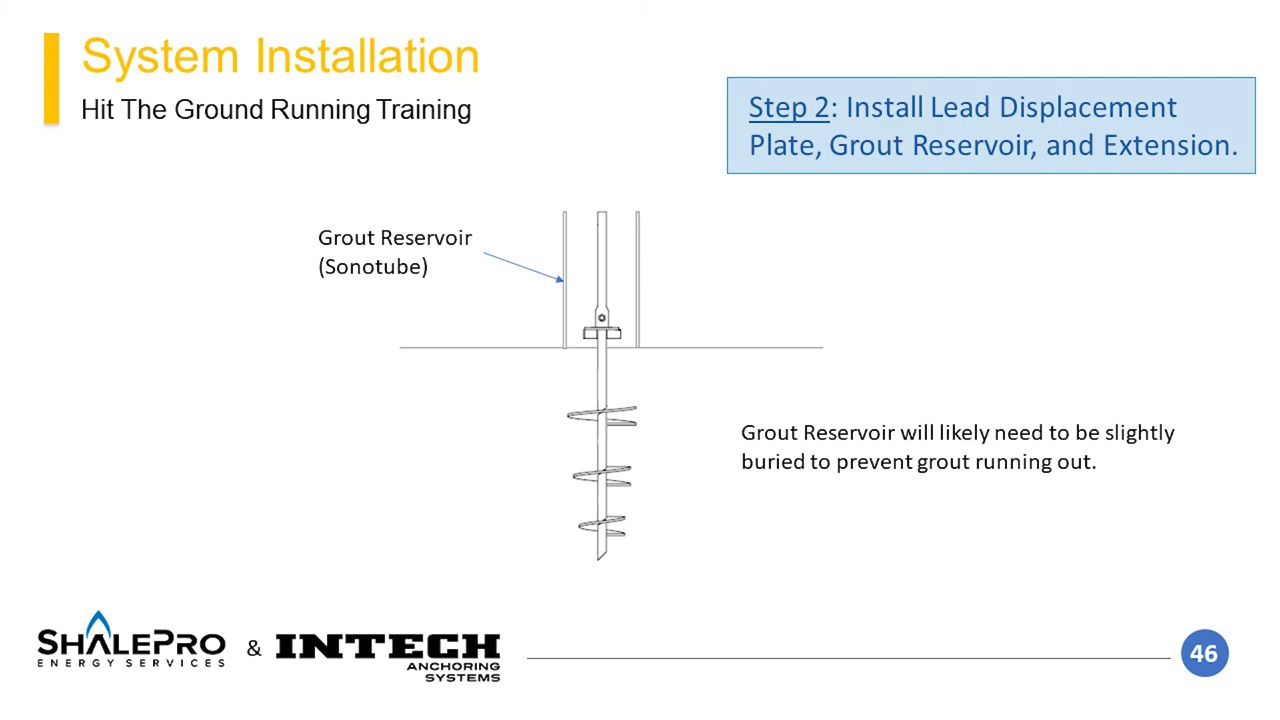 System Installation
Hit The Ground Running Training
Step 2: Install Lead Displacement
Plate, Grout Reservoir, and Extension.
Grout Reservoir
(Sonotube)
Grout Reservoir will likely need to be slightly
buried to prevent grout running out.
SHALEPRO
ENERGY SERVICES
&
INTECH
ANCHORING
SYSTEMS
46